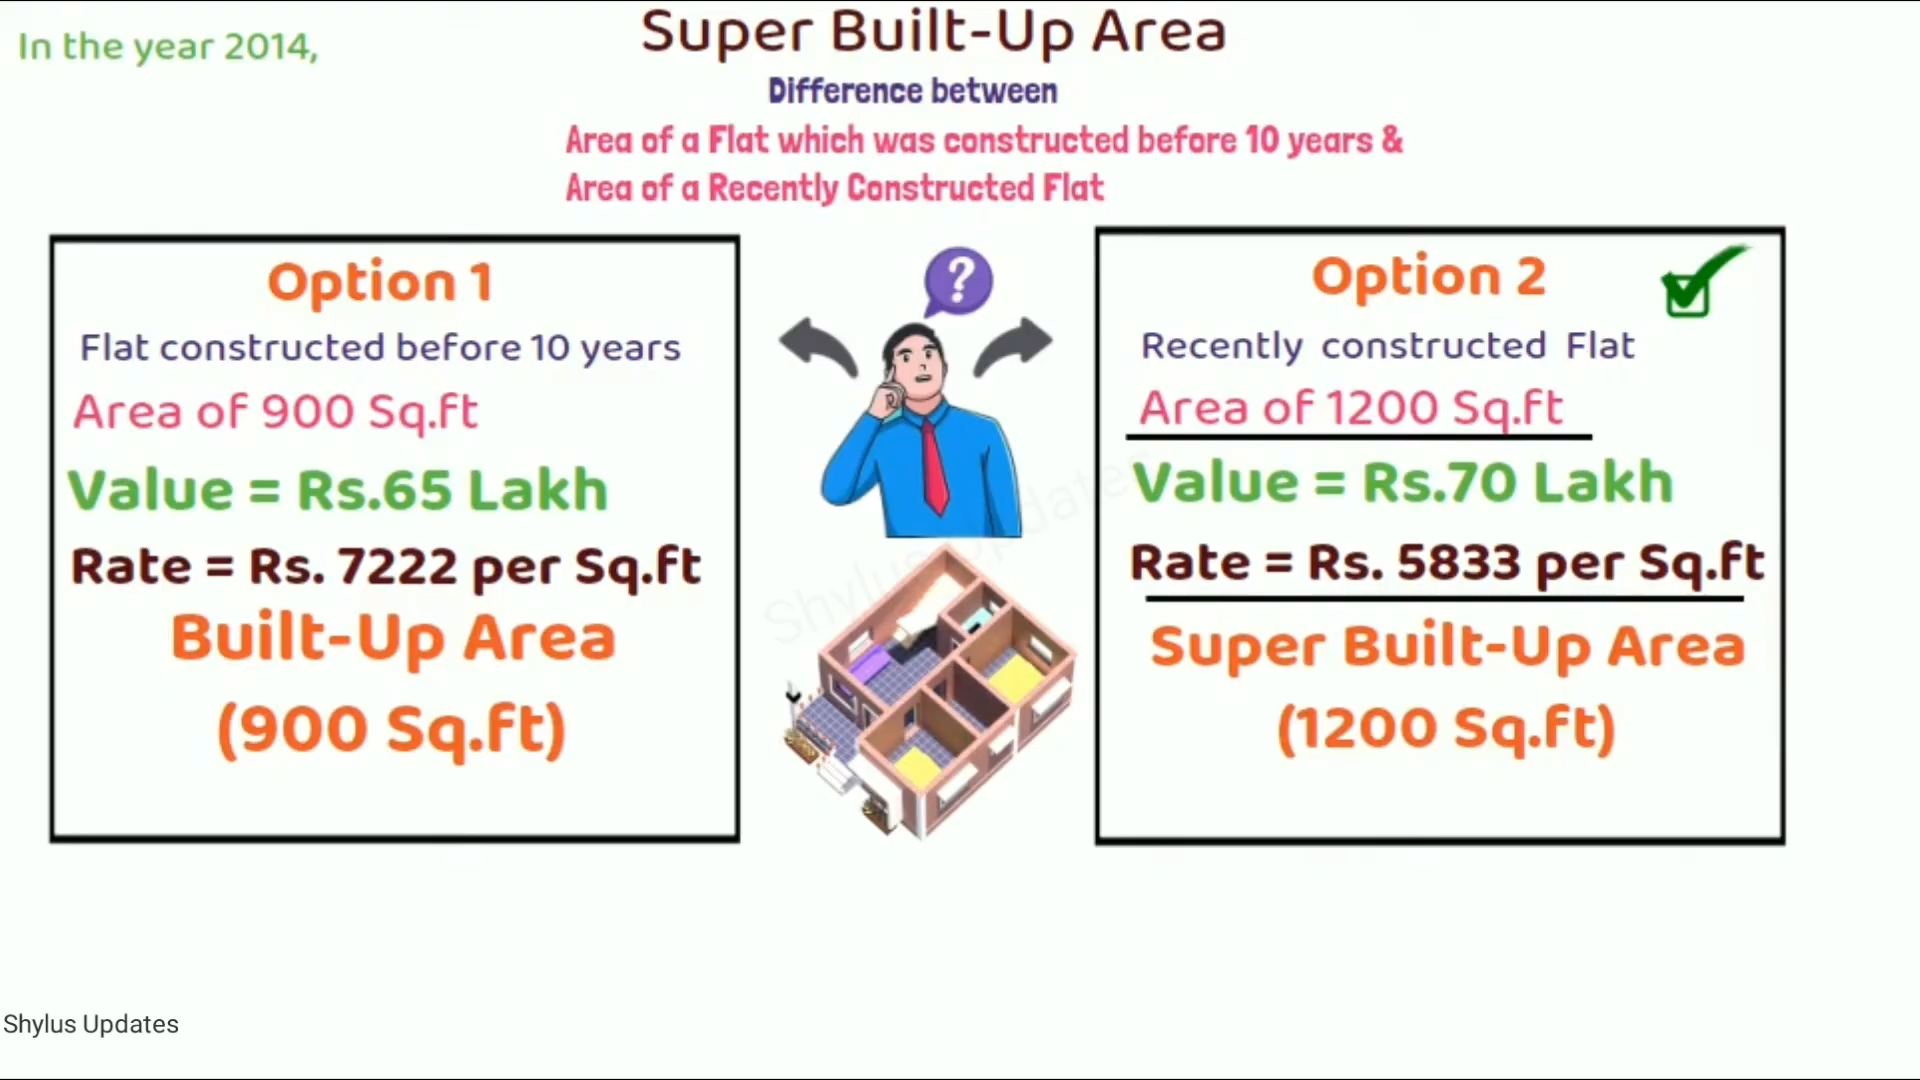 In the year 2014,
Super Built-Up Area
Difference between
Area of a Flat which was constructed before 10 years &
Area of a Recently Constructed Flat
Option 1
Flat constructed before 10 years
Area of 900 Sq.ft
Value = Rs.65 Lakh
Rate = Rs. 7222 per Sq.ft
Built-Up Area
(900 Sq.ft)
?
Option 2
Recently constructed Flat
Area of 1200 Sq.ft
Value = Rs.70 Lakh
Rate = Rs. 5833 per Sq.ft
Super Built-Up Area
(1200 Sq.ft)
Shylus Updates
Shylus Updates